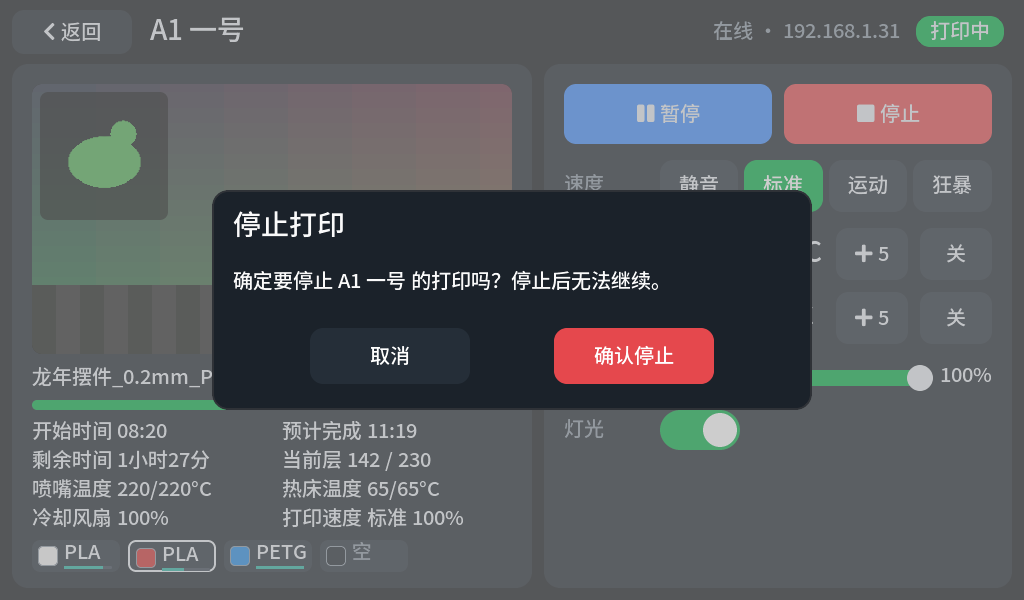 返回
A1 一号
在线 • 192.168.1.31
打印中
暂停
停止
速度
静音
标准
运动
狂暴
停止打印
确定要停止 A1 一号 的打印吗？停止后无法继续。
取消
确认停止
C
+ 5
关
+ 5
关
100%
灯光
龙年摆件_0.2mm_P
开始时间 08:20
预计完成 11:19
剩余时间 1小时27分
当前层 142 / 230
喷嘴温度 220/220°C
热床温度 65/65°C
冷却风扇 100%
打印速度 标准 100%
PLA
PLA
PETG
空